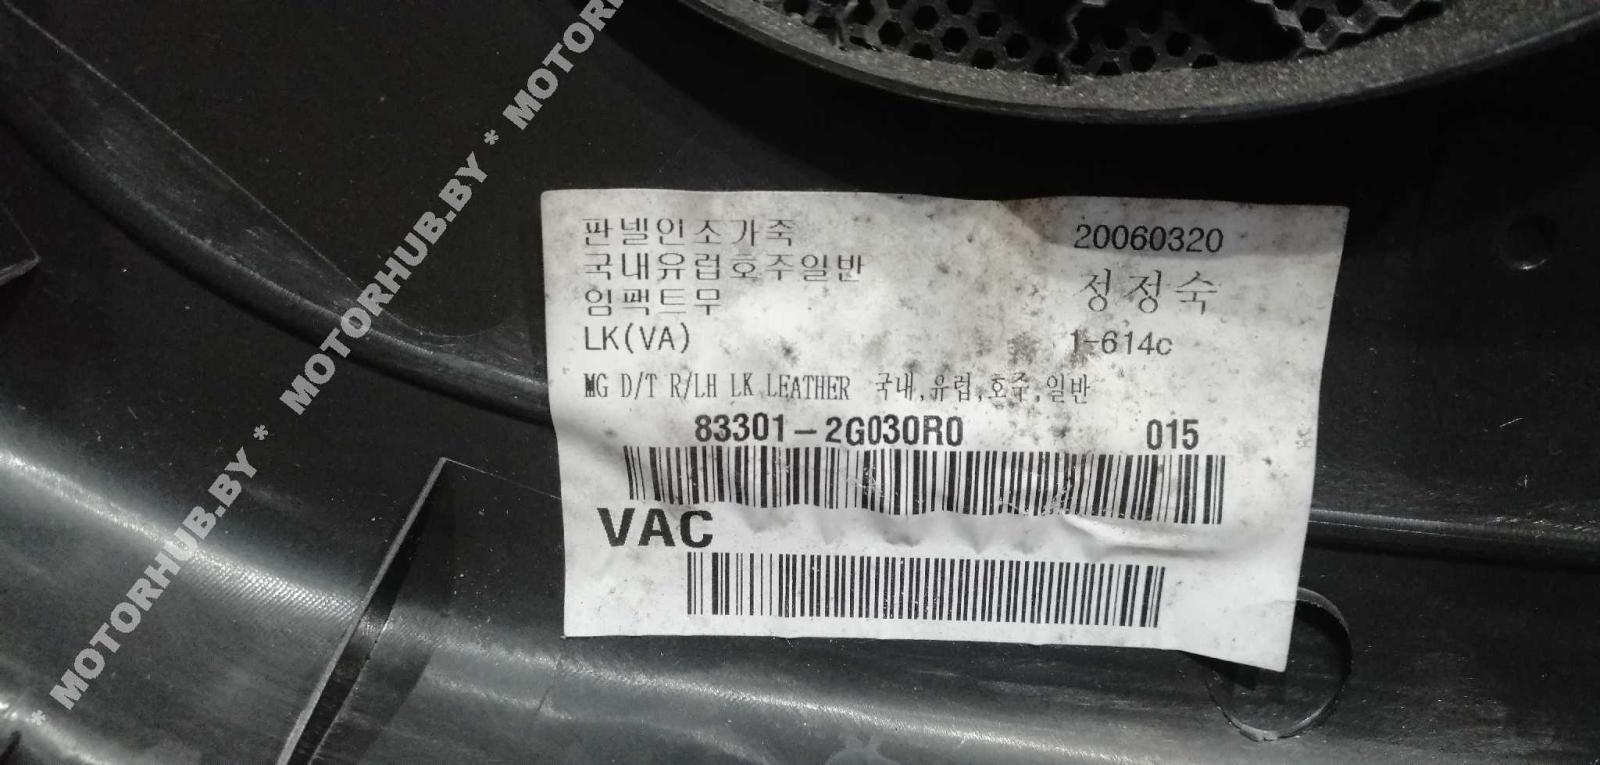 판넬인소가죽
20060320
국내유럽호주일반
정정숙
임팩트무
LK(VA)
1-614c
MG D/T R/LH LK LEATHER 국내,유럽,호주,일반
83301-2G030R0 015
VAC
* MOTORHUB.BY * MOTORHUB.BY * MOTORHUB.BY * MOTOR